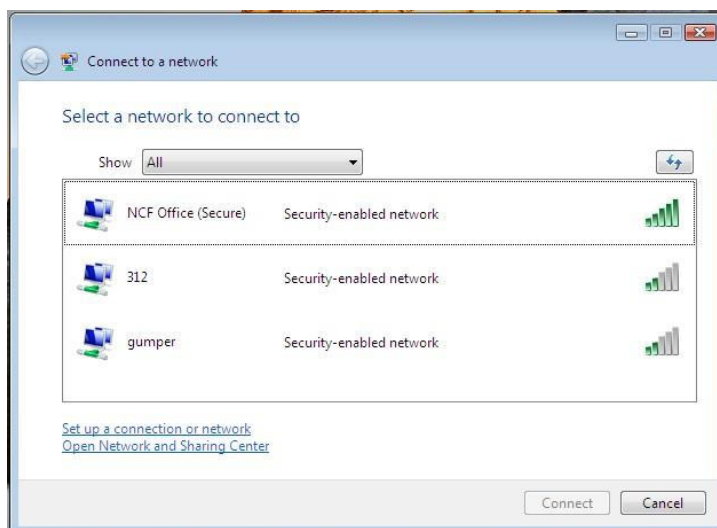 Connect to a network
Select a network to connect to
Show All
NCF Office (Secure) Security-enabled network
312 Security-enabled network
gumper Security-enabled network
Set up a connection or network
Open Network and Sharing Center
Connect Cancel